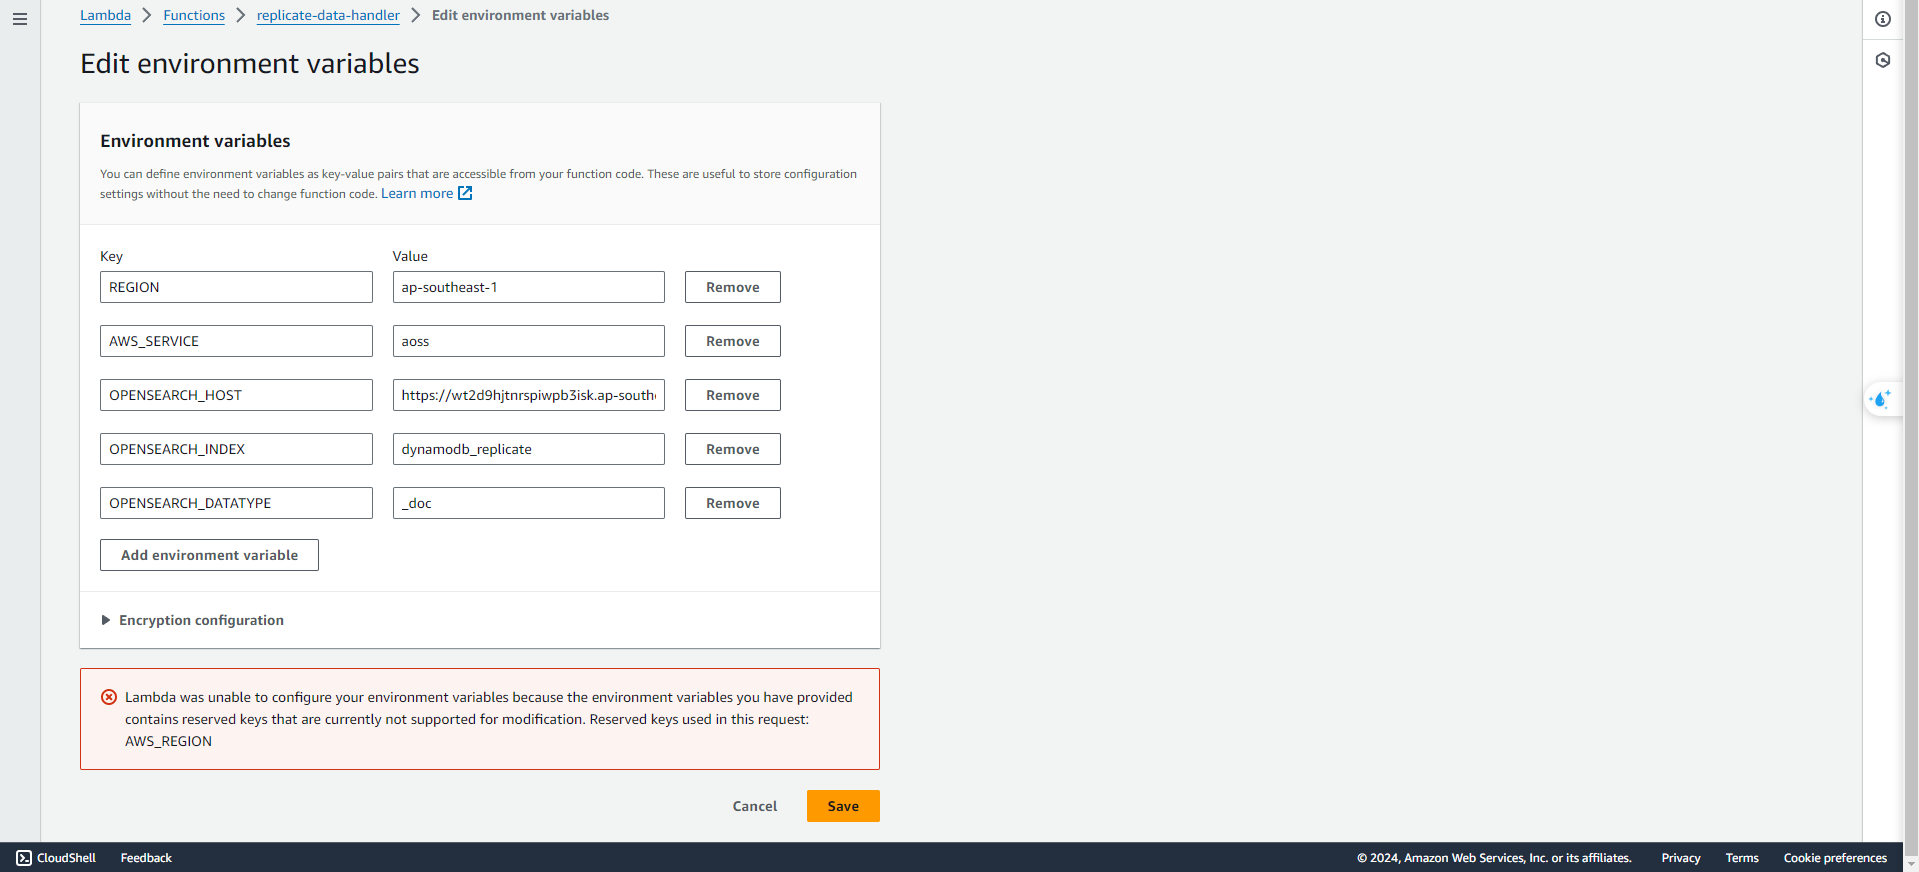 Lambda > Functions > replicate-data-handler > Edit environment variables
Edit environment variables
Environment variables
You can define environment variables as key-value pairs that are accessible from your function code. These are useful to store configuration
settings without the need to change function code. Learn more
Key Value
REGION ap-southeast-1 Remove
AWS_SERVICE aoss Remove
OPENSEARCH_HOST https://wt2d9hjtnrspiwpb3isk.ap-south Remove
OPENSEARCH_INDEX dynamodb_replicate Remove
OPENSEARCH_DATATYPE _doc Remove
Add environment variable
Encryption configuration
Lambda was unable to configure your environment variables because the environment variables you have provided
contains reserved keys that are currently not supported for modification. Reserved keys used in this request:
AWS_REGION
Cancel Save
CloudShell Feedback © 2024, Amazon Web Services, Inc. or its affiliates. Privacy Terms Cookie preferences